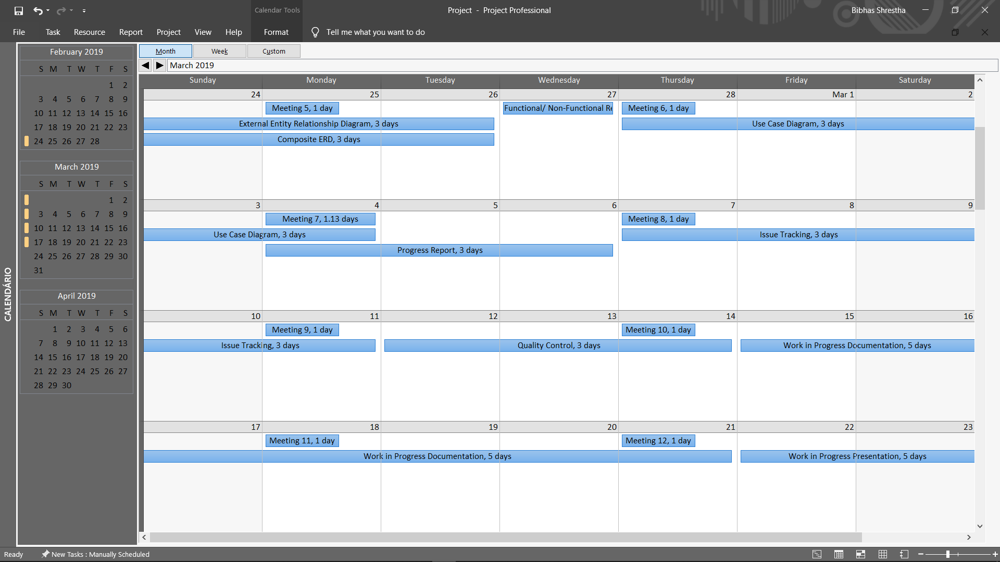 Calendar Tools
Project - Project Professional
Bibhas Shrestha
File Task Resource Report Project View Help Format Tell me what you want to do
February 2019
S M T W T F S
1 2
3 4 5 6 7 8 9
10 11 12 13 14 15 16
17 18 19 20 21 22 23
24 25 26 27 28
March 2019
S M T W T F S
1 2
3 4 5 6 7 8 9
10 11 12 13 14 15 16
17 18 19 20 21 22 23
24 25 26 27 28 29 30
31
April 2019
S M T W T F S
1 2 3 4 5 6
7 8 9 10 11 12 13
14 15 16 17 18 19 20
21 22 23 24 25 26 27
28 29 30
CALENDÁRIO
Month Week Custom
March 2019
Sunday Monday Tuesday Wednesday Thursday Friday Saturday
24 25 26 27 28 Mar 1 2
Meeting 5, 1 day Functional/ Non-Functional Re Meeting 6, 1 day
External Entity Relationship Diagram, 3 days Use Case Diagram, 3 days
Composite ERD, 3 days
3 4 5 6 7 8 9
Meeting 7, 1.13 days Meeting 8, 1 day
Use Case Diagram, 3 days Issue Tracking, 3 days
Progress Report, 3 days
10 11 12 13 14 15 16
Meeting 9, 1 day Meeting 10, 1 day
Issue Tracking, 3 days Quality Control, 3 days Work in Progress Documentation, 5 days
17 18 19 20 21 22 23
Meeting 11, 1 day Meeting 12, 1 day
Work in Progress Documentation, 5 days Work in Progress Presentation, 5 days
Ready New Tasks : Manually Scheduled